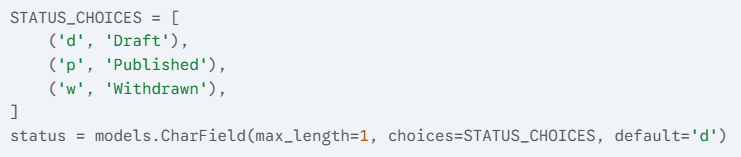 STATUS_CHOICES = [
    ('d', 'Draft'),
    ('p', 'Published'),
    ('w', 'Withdrawn'),
]
status = models.CharField(max_length=1, choices=STATUS_CHOICES, default='d')